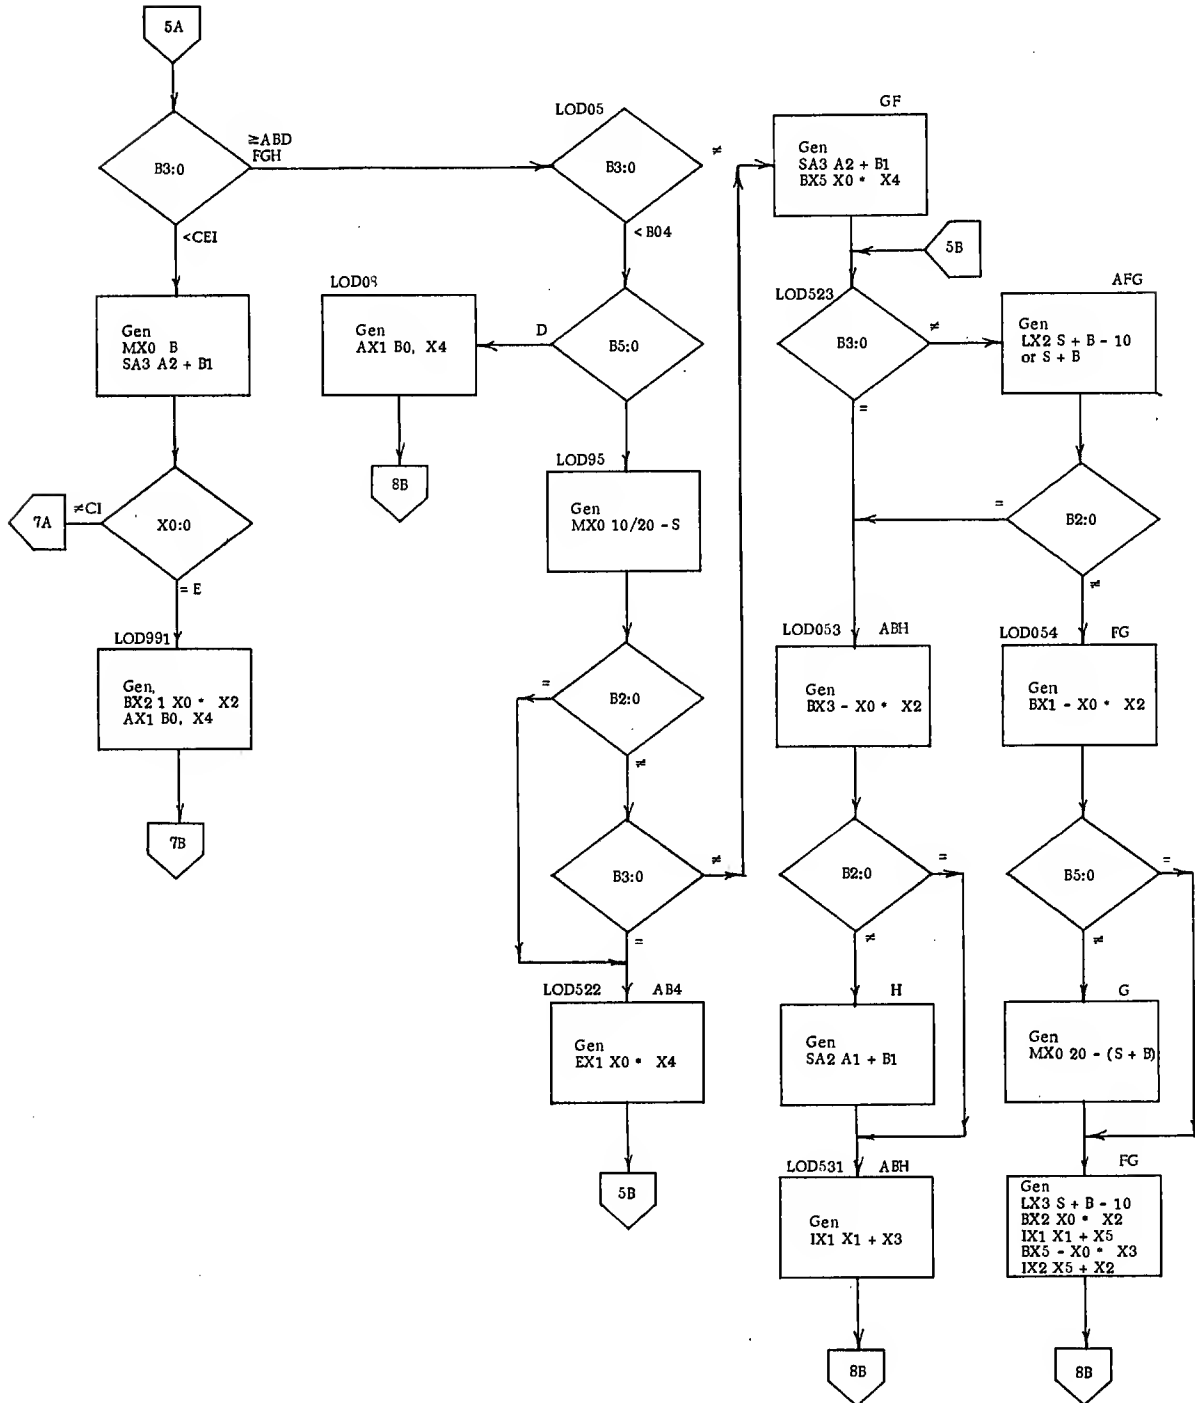 5A
B3:0
≧ABD
FGH
<CEI
Gen
MX0 B
SA3 A2 + B1
X0:0
≠CI
7A
= E
LOD991
Gen,
BX2 1 X0 * X2
AX1 B0, X4
7B
LOD05
B3:0
≠
< B04
LOD08
Gen
AX1 B0, X4
8B
D
B5:0
LOD95
Gen
MX0 10/20 - S
=
B2:0
≠
B3:0
≠
=
LOD522
AB4
Gen
EX1 X0 * X4
5B
GF
Gen
SA3 A2 + B1
BX5 X0 * X4
5B
LOD523
B3:0
≠
=
AFG
Gen
LX2 S + B - 10
or S + B
=
B2:0
≠
LOD053
ABH
Gen
BX3 - X0 * X2
B2:0
=
≠
H
Gen
SA2 A1 + B1
LOD531
ABH
Gen
IX1 X1 + X3
8B
LOD054
FG
Gen
BX1 - X0 * X2
B5:0
=
≠
G
Gen
MX0 20 - (S + B)
FG
Gen
LX3 S + B - 10
BX2 X0 * X2
IX1 X1 + X5
BX5 - X0 * X3
IX2 X5 + X2
8B